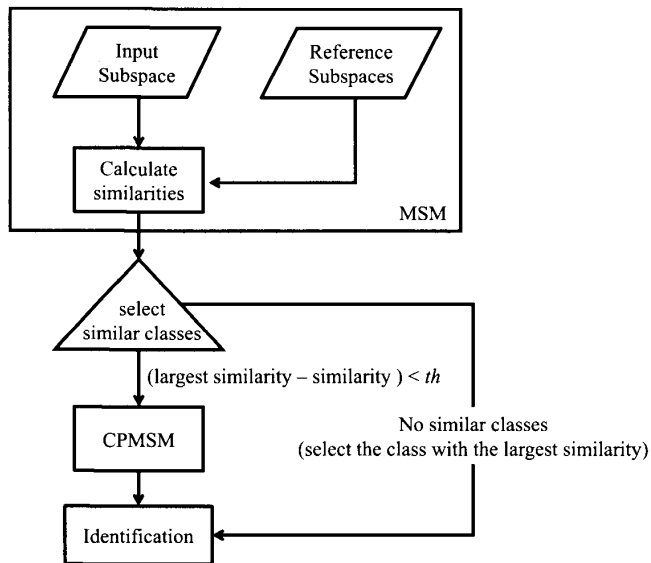 Input
Subspace
Reference
Subspaces
Calculate
similarities
MSM
select
similar classes
(largest similarity – similarity ) < th
CPMSM
No similar classes
(select the class with the largest similarity)
Identification